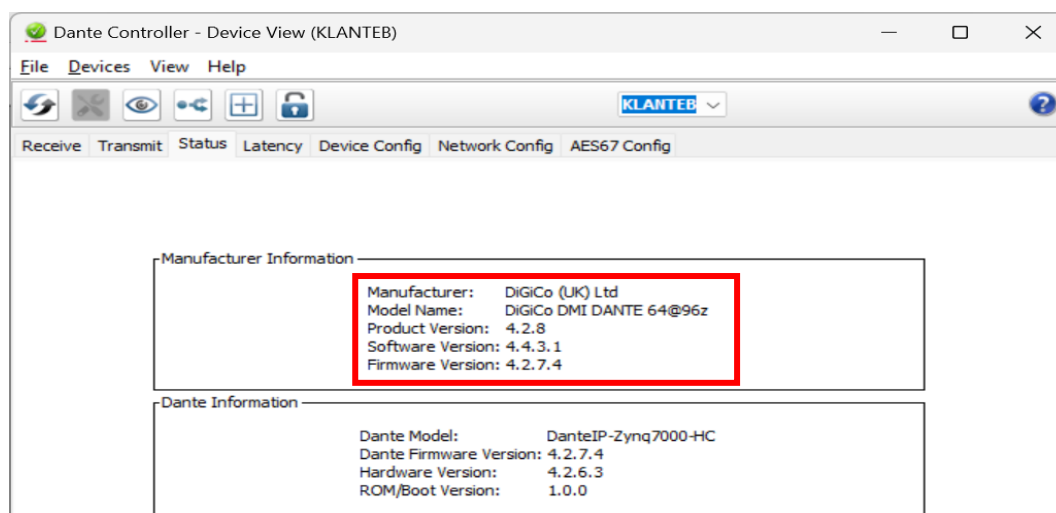 Dante Controller - Device View (KLANTEB)
File Devices View Help
KLANTEB
Receive Transmit Status Latency Device Config Network Config AES67 Config
Manufacturer Information
Manufacturer: DiGiCo (UK) Ltd
Model Name: DiGiCo DMI DANTE 64@96z
Product Version: 4.2.8
Software Version: 4.4.3.1
Firmware Version: 4.2.7.4
Dante Information
Dante Model: DanteIP-Zynq7000-HC
Dante Firmware Version: 4.2.7.4
Hardware Version: 4.2.6.3
ROM/Boot Version: 1.0.0